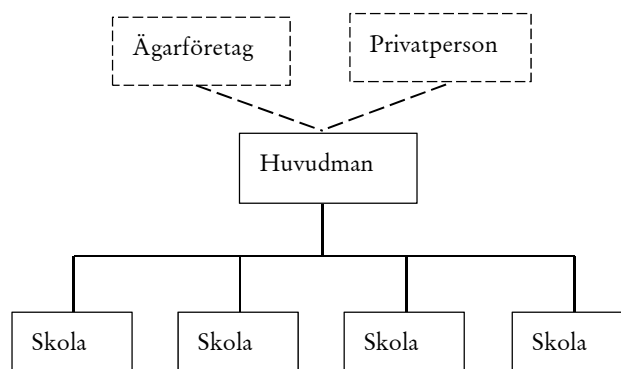 Ägarföretag
Privatperson
Huvudman
Skola
Skola
Skola
Skola